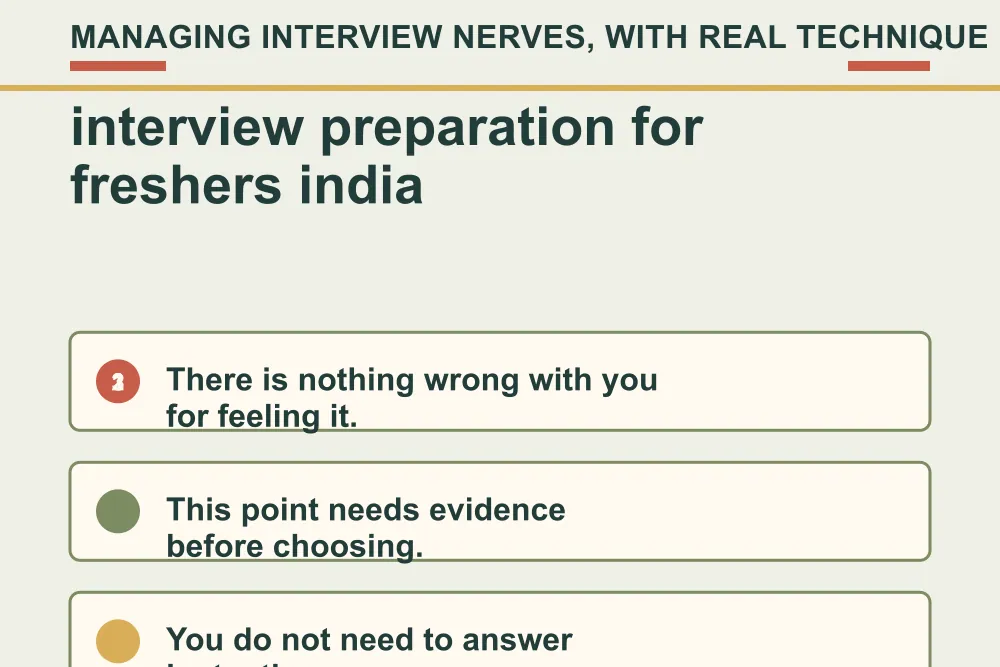 MANAGING INTERVIEW NERVES, WITH REAL TECHNIQUE
interview preparation for
freshers india
There is nothing wrong with you
for feeling it.
This point needs evidence
before choosing.
You do not need to answer